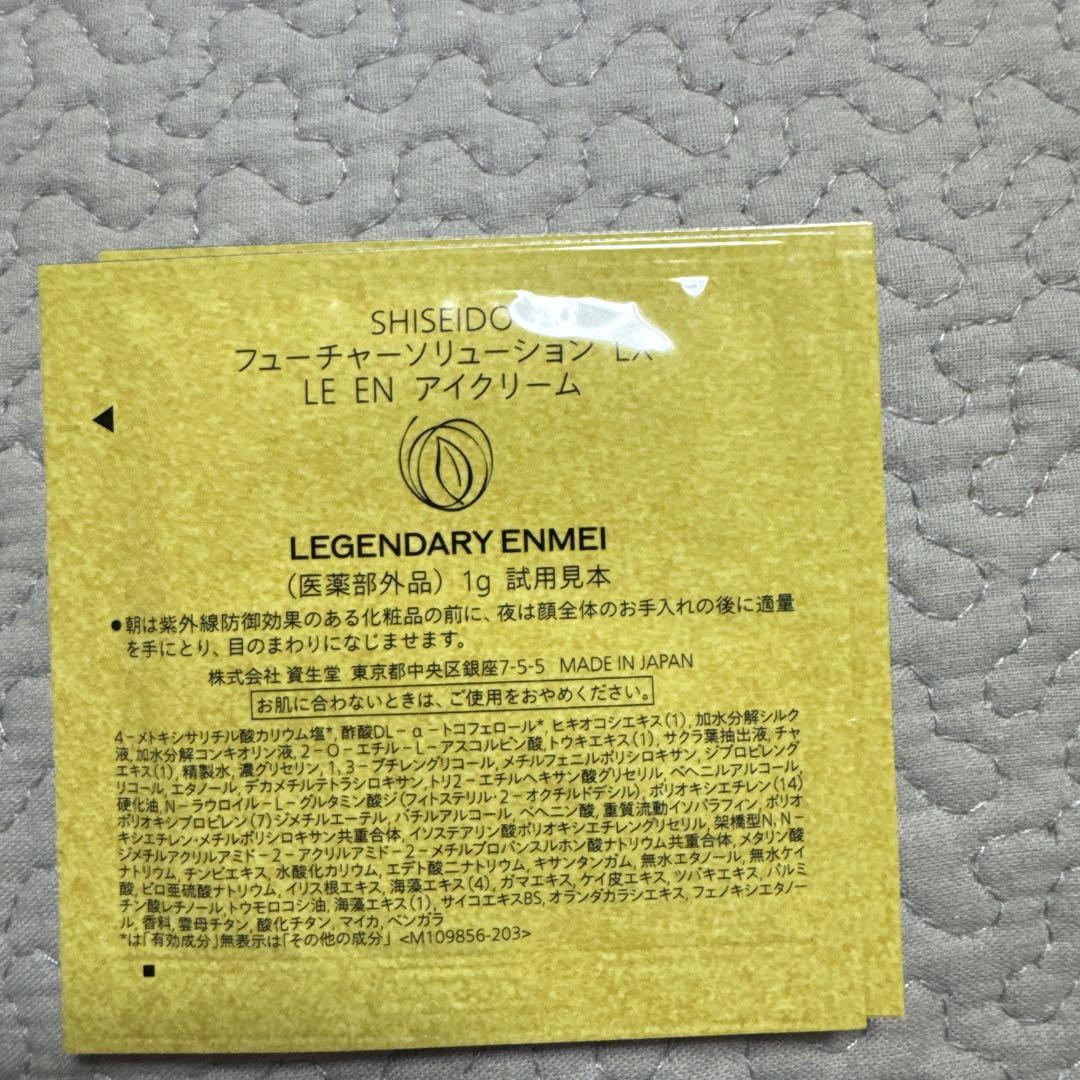 SHISEIDO
フューチャーソリューション LX
LE EN アイクリーム
LEGENDARY ENMEI
(医薬部外品) 1g 試用見本
●朝は紫外線防御効果のある化粧品の前に、夜は顔全体のお手入れの後に適量
を手にとり、目のまわりになじませます。
株式会社 資生堂 東京都中央区銀座7-5-5 MADE IN JAPAN
お肌に合わないときは、ご使用をおやめください。
4-メトキシサリチル酸カリウム塩*, 酢酸DL-α-トコフェロール*, ヒキオコシエキス(1), 加水分解シルク
液, 加水分解コンキオリン液, 2-O-エチル-L-アスコルビン酸, トウキエキス(1), サクラ葉抽出液, チャ
エキス(1), 精製水, 濃グリセリン, 1,3-ブチレングリコール, メチルフェニルポリシロキサン, ジプロピレング
リコール, エタノール, デカメチルテトラシロキサン, トリ2-エチルヘキサン酸グリセリル, ベヘニルアルコール,
硬化油, N-ラウロイル-L-グルタミン酸ジ(フィトステリル・2-オクチルドデシル), ポリオキシエチレン(14)
ポリオキシプロピレン(7)ジメチルエーテル, バチルアルコール, ベヘニン酸, 重質流動イソパラフィン, ポリオ
キシエチレン・メチルポリシロキサン共重合体, イソステアリン酸ポリオキシエチレングリセリル, 架橋型N,N-
ジメチルアクリルアミド-2-アクリルアミド-2-メチルプロパンスルホン酸ナトリウム共重合体, メタリン酸
ナトリウム, チンピエキス, 水酸化カリウム, エデト酸二ナトリウム, キサンタンガム, 無水エタノール, 無水ケイ
酸, ピロ亜硫酸ナトリウム, イリス根エキス, 海藻エキス(4), ガマエキス, ケイ皮エキス, ツバキエキス, パルミ
チン酸レチノール, トウモロコシ油, 海藻エキス(1), サイコエキスBS, オランダカラシエキス, フェノキシエタノー
ル, 香料, 雲母チタン, 酸化チタン, マイカ, ベンガラ
*は「有効成分」無表示は「その他の成分」 <M109856-203>